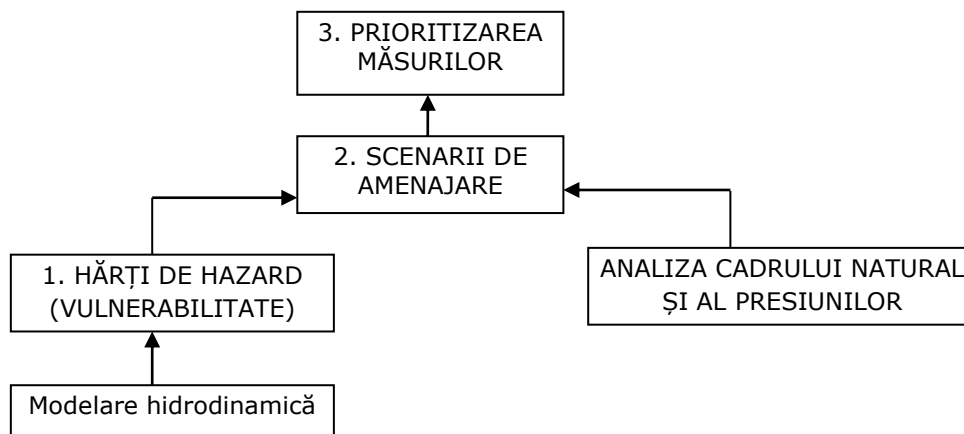 3. PRIORITIZAREA
MĂSURILOR
2. SCENARII DE
AMENAJARE
1. HĂRȚI DE HAZARD
(VULNERABILITATE)
ANALIZA CADRULUI NATURAL
ȘI AL PRESIUNILOR
Modelare hidrodinamică